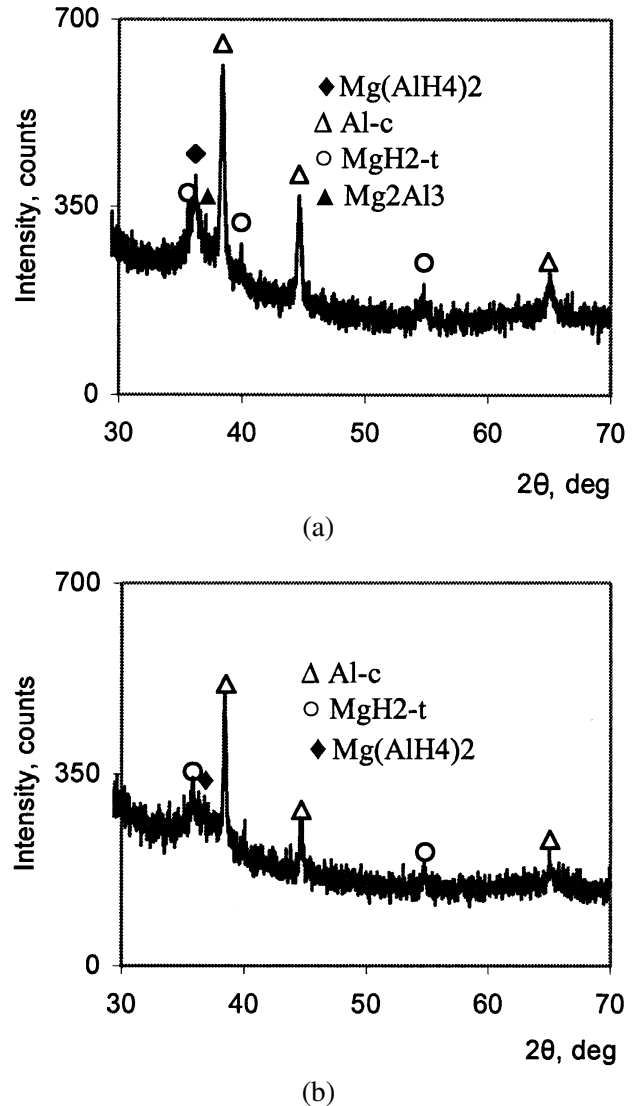 700
Mg(AlH4)2
Al-c
MgH2-t
Mg2Al3
350
Intensity, counts
0
30 40 50 60 70
2θ, deg
(a)
700
Al-c
MgH2-t
Mg(AlH4)2
350
Intensity, counts
0
30 40 50 60 70
2θ, deg
(b)